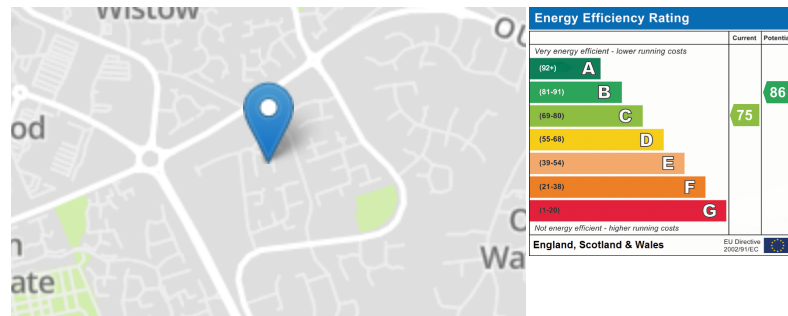 Wistow
od
Energy Efficiency Rating
Current
Very energy efficient - lower running costs
(92+) A
(81-91) B
86
(69-80) C
75
(55-68) D
(39-54) E
(21-38) F
(1-20) G
Not energy efficient - higher running costs
England, Scotland & Wales
EU Directive
2002/91/EC
Wa
ate